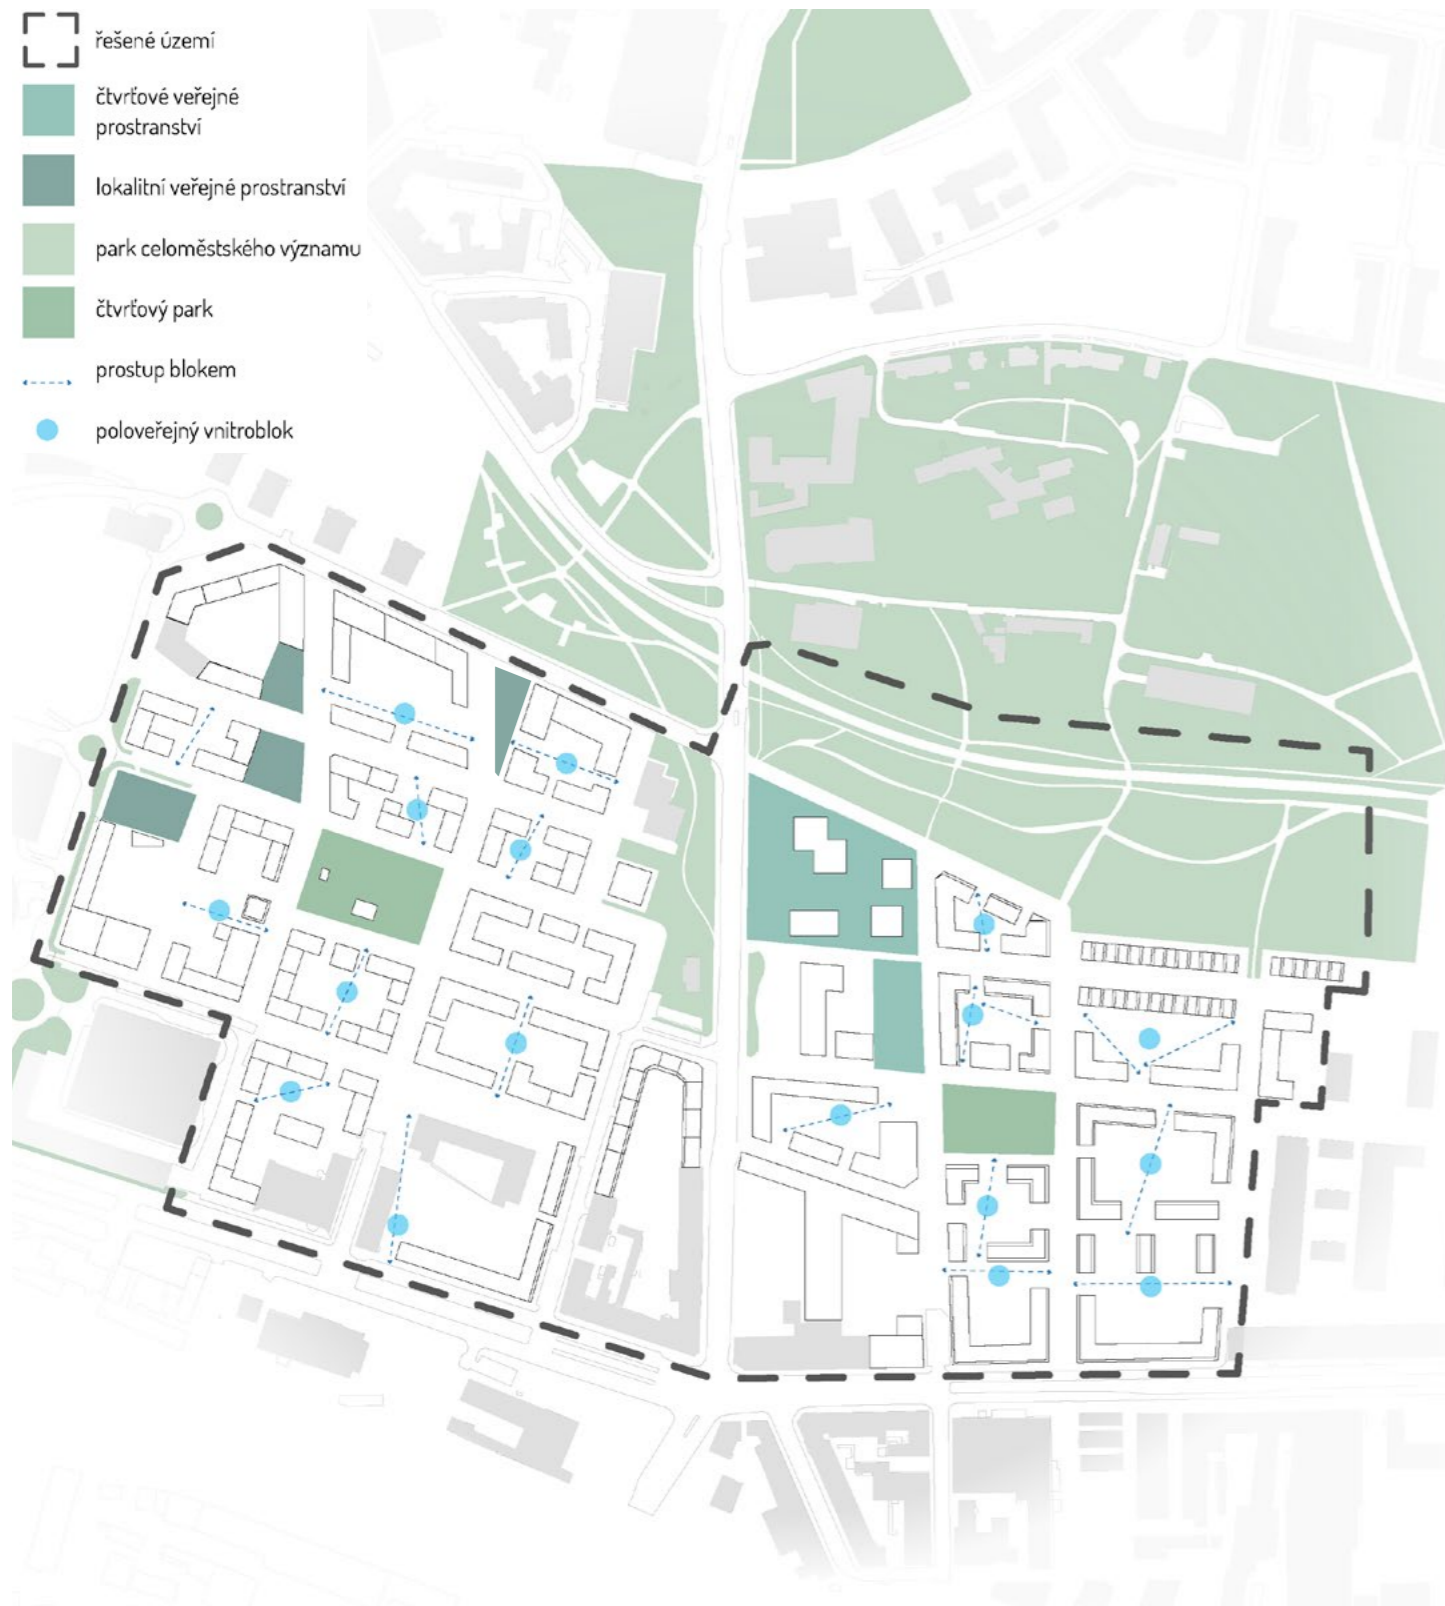 řešené území
čtvrťové veřejné
prostranství
lokalitní veřejné prostranství
park celoměstského významu
čtvrťový park
prostup blokem
poloveřejný vnitroblok